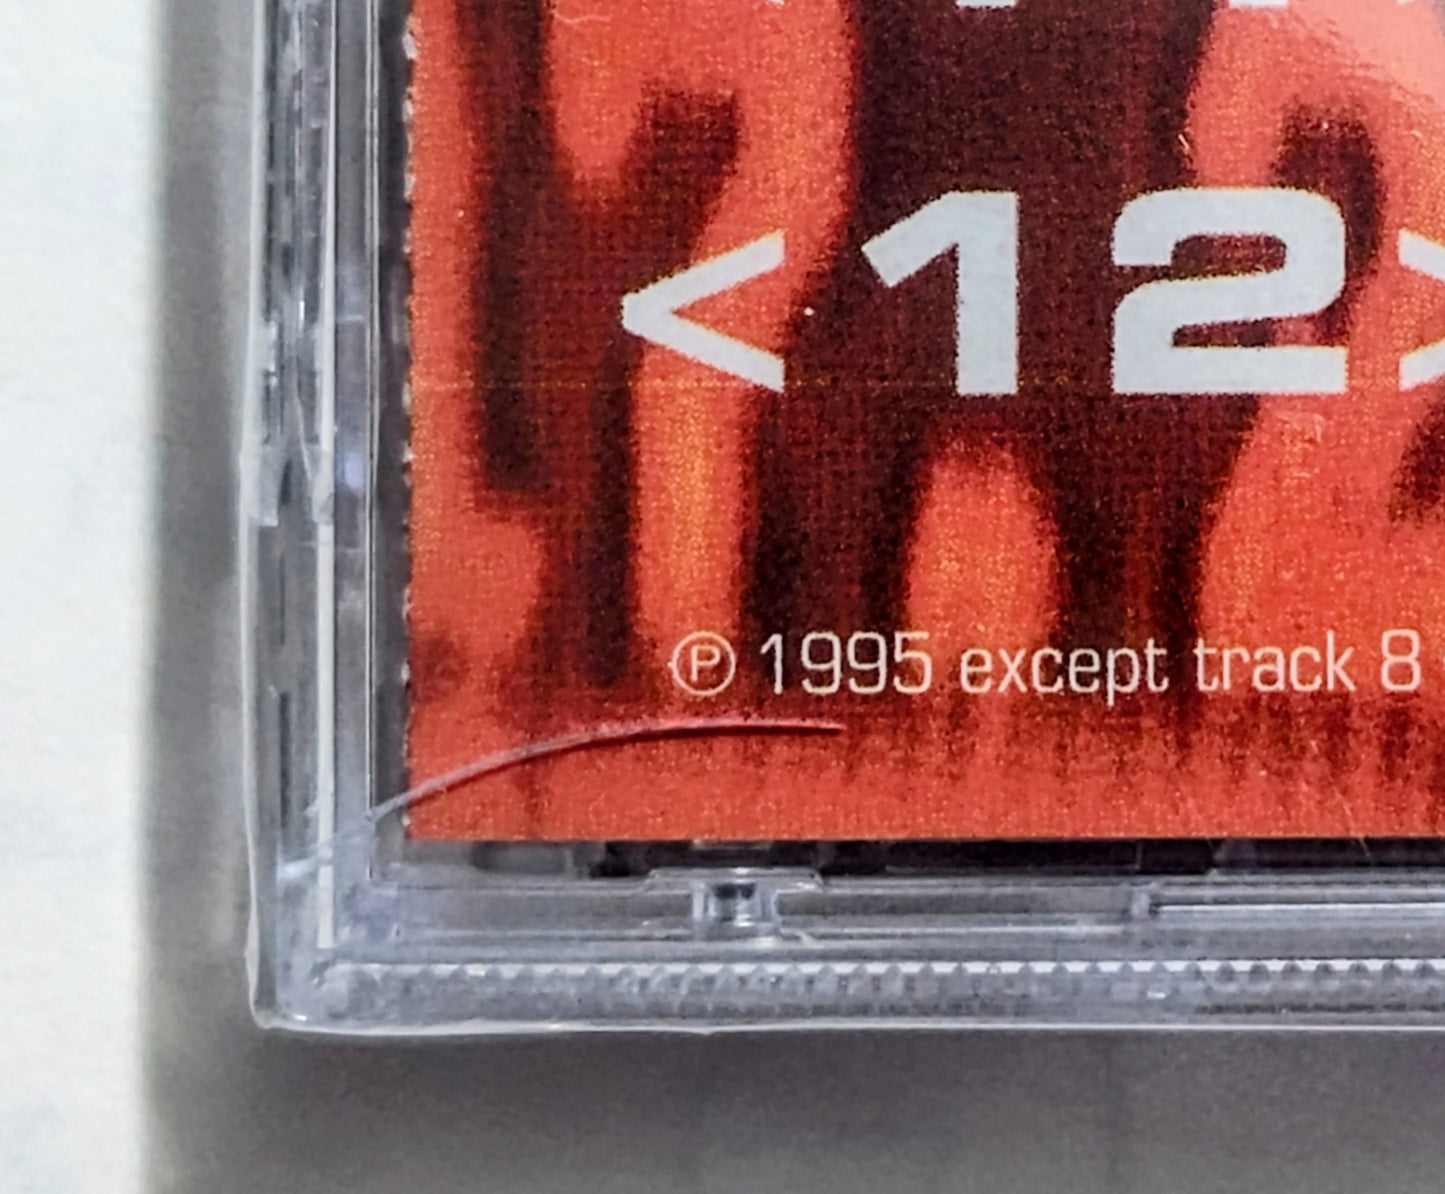 <12>
℗ 1995 except track 8